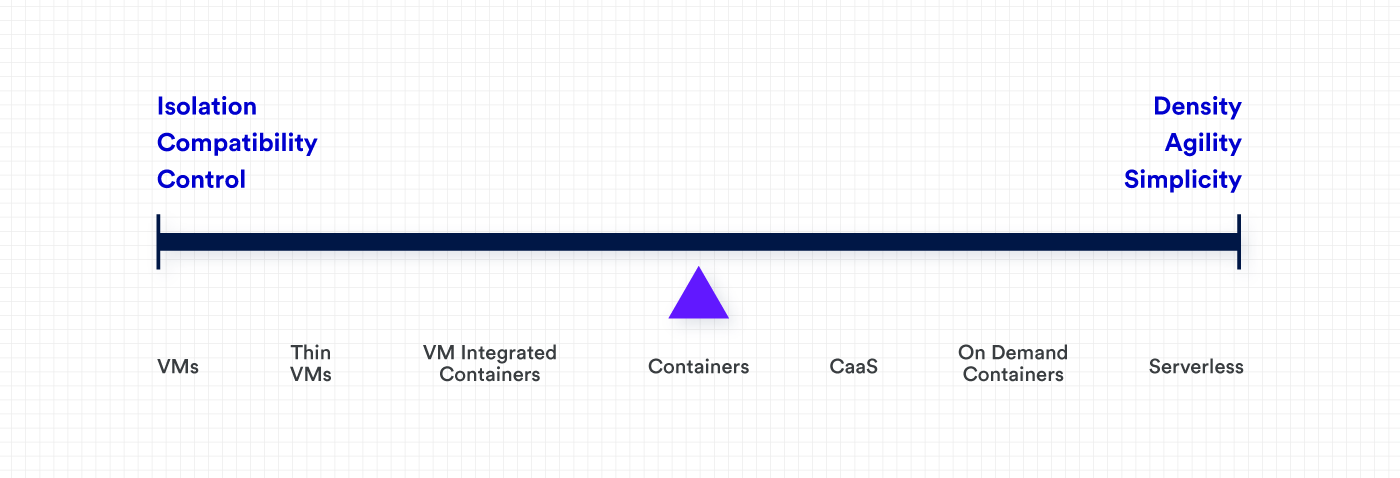 Isolation
Compatibility
Control
Density
Agility
Simplicity
VMs
Thin
VMs
VM Integrated
Containers
Containers
CaaS
On Demand
Containers
Serverless